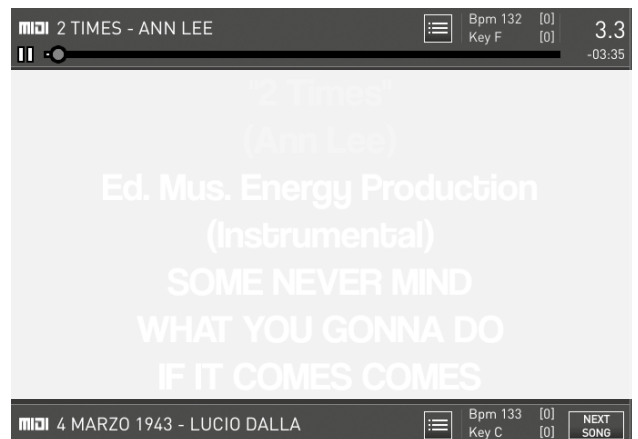 MIDI 2 TIMES - ANN LEE
Bpm 132 [0]
Key F [0]
3.3
-03:35
"2 Times"
(Ann Lee)
Ed. Mus. Energy Production
(Instrumental)
SOME NEVER MIND
WHAT YOU GONNA DO
IF IT COMES COMES
MIDI 4 MARZO 1943 - LUCIO DALLA
Bpm 133 [0]
Key C [0]
NEXT
SONG